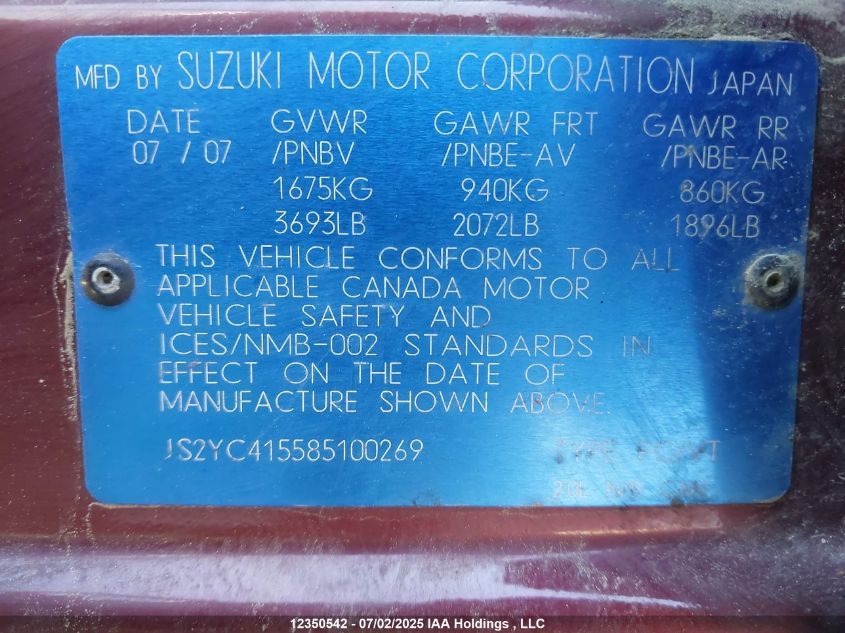 MFD BY SUZUKI MOTOR CORPORATION JAPAN
DATE GVWR GAWR FRT GAWR RR
07 / 07 /PNBV /PNBE-AV /PNBE-AR
1675KG 940KG 860KG
3693LB 2072LB 1896LB
THIS VEHICLE CONFORMS TO ALL
APPLICABLE CANADA MOTOR
VEHICLE SAFETY AND
ICES/NMB-002 STANDARDS IN
EFFECT ON THE DATE OF
MANUFACTURE SHOWN ABOVE.
JS2YC415585100269 TYPE
12350542 - 07/02/2025 IAA Holdings , LLC